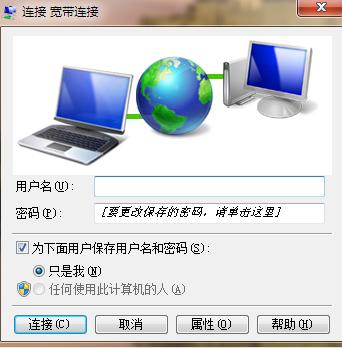 连接 宽带连接
用户名(U):
密码(P): [要更改保存的密码，请单击这里]
为下面用户保存用户名和密码(S):
只是我(N)
任何使用此计算机的人(A)
连接(C) 取消 属性(O) 帮助(H)